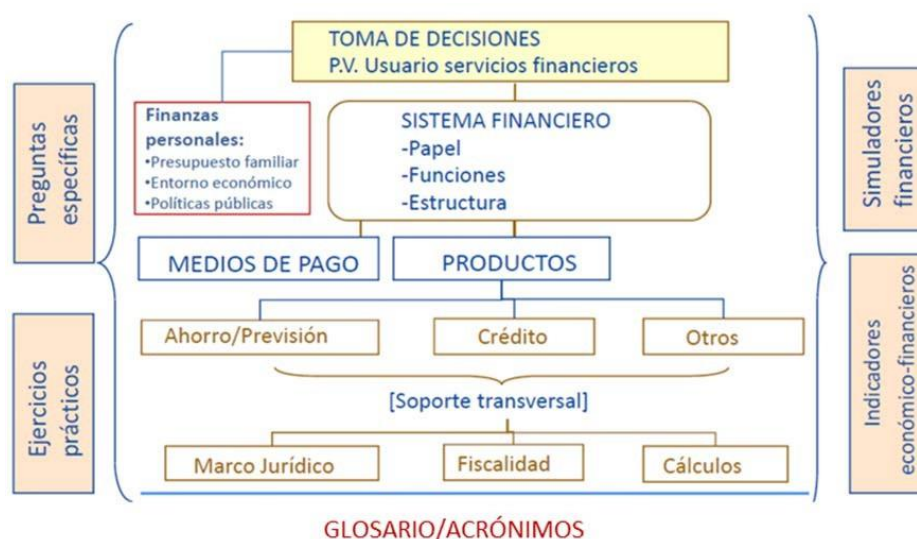 TOMA DE DECISIONES
P.V. Usuario servicios financieros
Preguntas
específicas
Finanzas
personales:
•Presupuesto familiar
•Entorno económico
•Políticas públicas
SISTEMA FINANCIERO
-Papel
-Funciones
-Estructura
Simuladores
financieros
MEDIOS DE PAGO
PRODUCTOS
Ejercicios
prácticos
Ahorro/Previsión
Crédito
Otros
[Soporte transversal]
Marco Jurídico
Fiscalidad
Cálculos
Indicadores
económico-financieros
GLOSARIO/ACRÓNIMOS